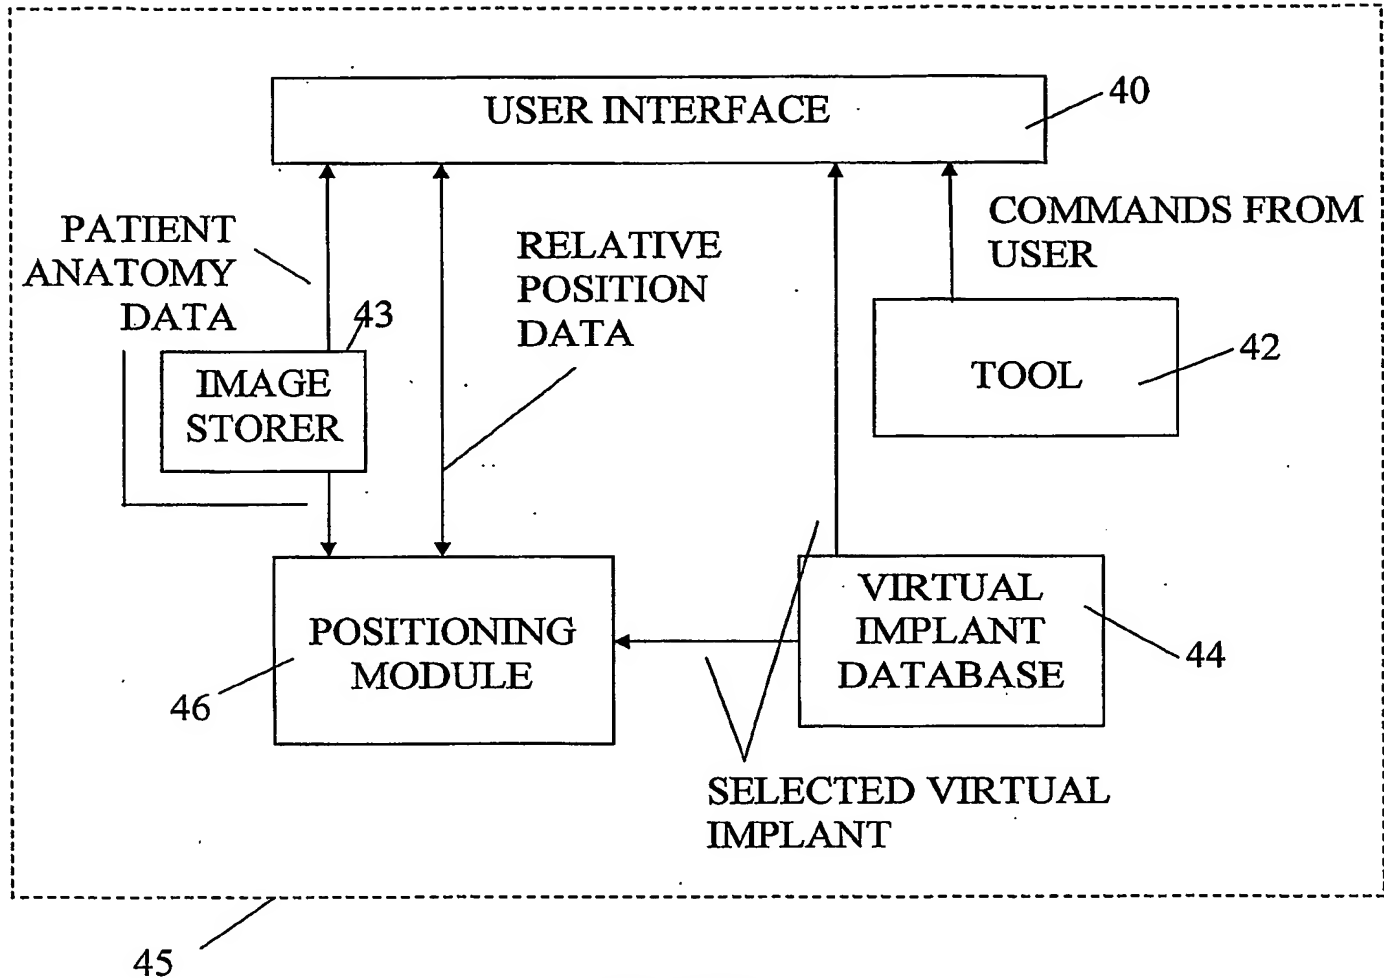 USER INTERFACE
40
PATIENT
ANATOMY
DATA
RELATIVE
POSITION
DATA
COMMANDS FROM
USER
43
IMAGE
STORER
TOOL
42
POSITIONING
MODULE
46
VIRTUAL
IMPLANT
DATABASE
44
SELECTED VIRTUAL
IMPLANT
45